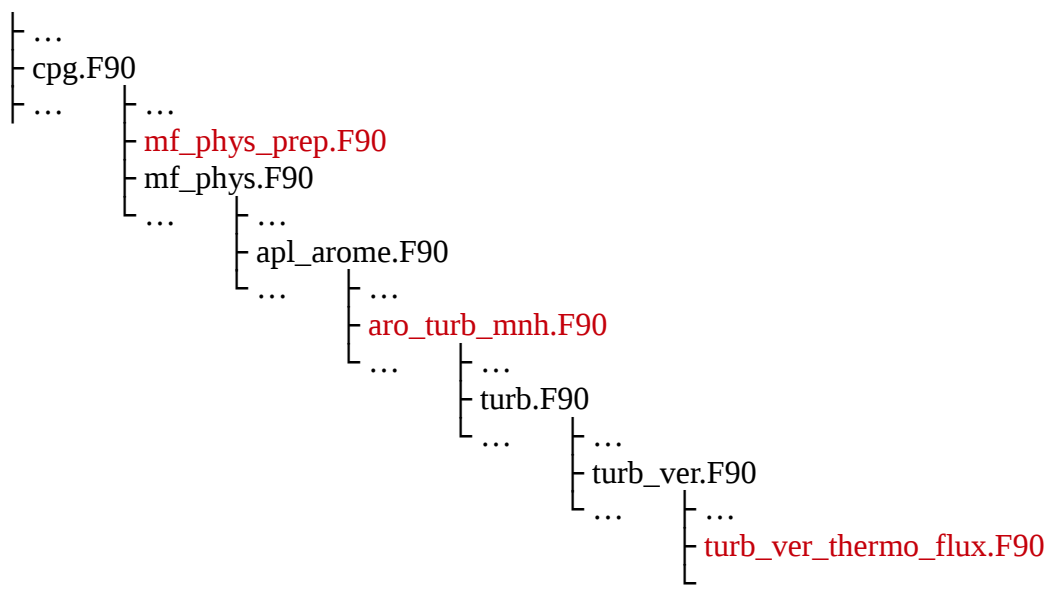 …
cpg.F90
… …
mf_phys_prep.F90
mf_phys.F90
… …
apl_arome.F90
… …
aro_turb_mnh.F90
… …
turb.F90
… …
turb_ver.F90
… …
turb_ver_thermo_flux.F90